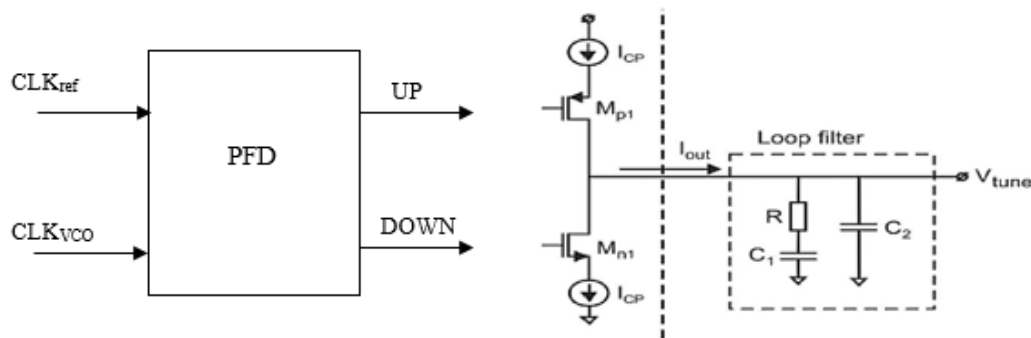 CLKref
UP
PFD
CLKVCO
DOWN
ICP
Mp1
Iout
Loop filter
Vtune
R
C1
C2
Mn1
ICP